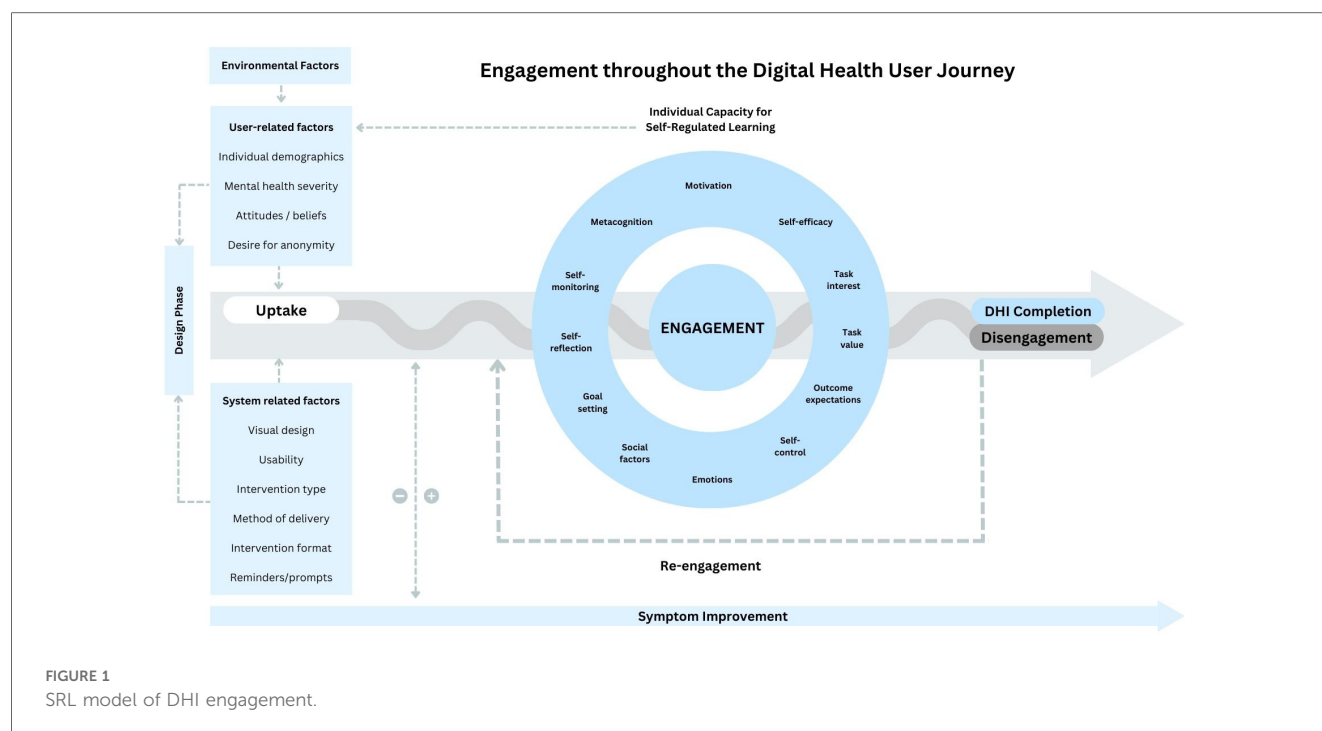 Engagement throughout the Digital Health User Journey
Environmental Factors
User-related factors
Individual demographics
Mental health severity
Attitudes / beliefs
Desire for anonymity
Individual Capacity for
Self-Regulated Learning
Design Phase
Uptake
System related factors
Visual design
Usability
Intervention type
Method of delivery
Intervention format
Reminders/prompts
−
+
Motivation
Self-efficacy
Task
interest
Task
value
Outcome
expectations
Self-
control
Emotions
Social
factors
Goal
setting
Self-
reflection
Self-
monitoring
Metacognition
ENGAGEMENT
DHI Completion
Disengagement
Re-engagement
Symptom Improvement
FIGURE 1
SRL model of DHI engagement.